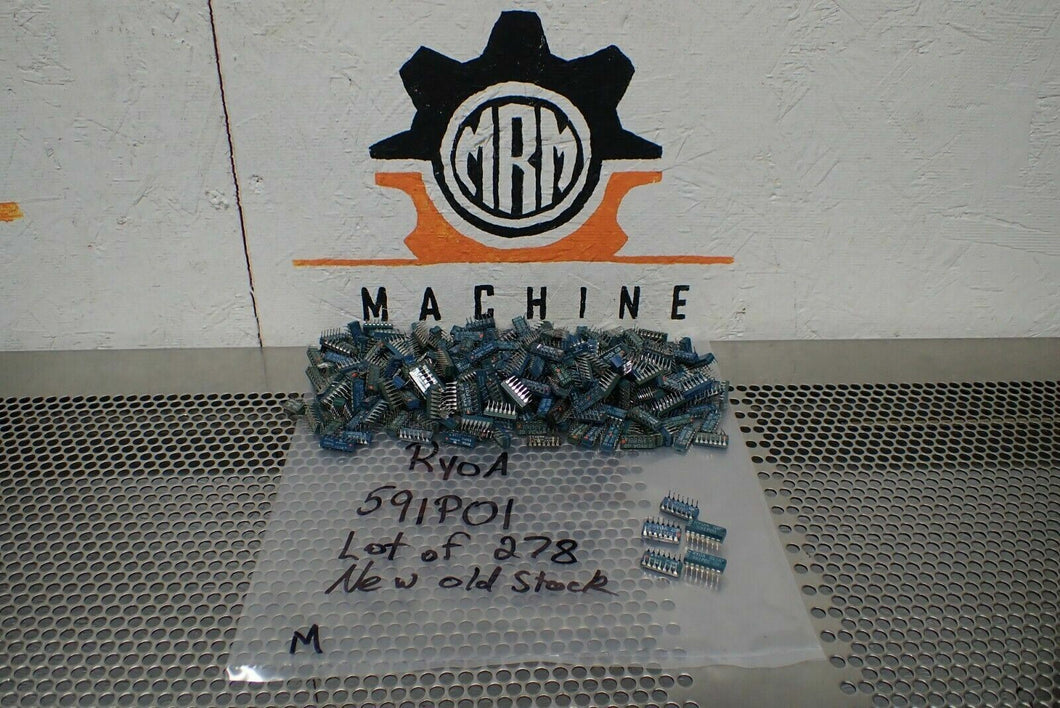 MRM
MACHINE
RyoA
591P01
Lot of 278
New old Stock
M